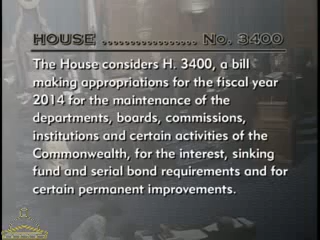 HOUSE .................. No. 3400
The House considers H. 3400, a bill
making appropriations for the fiscal year
2014 for the maintenance of the
departments, boards, commissions,
institutions and certain activities of the
Commonwealth, for the interest, sinking
fund and serial bond requirements and for
certain permanent improvements.